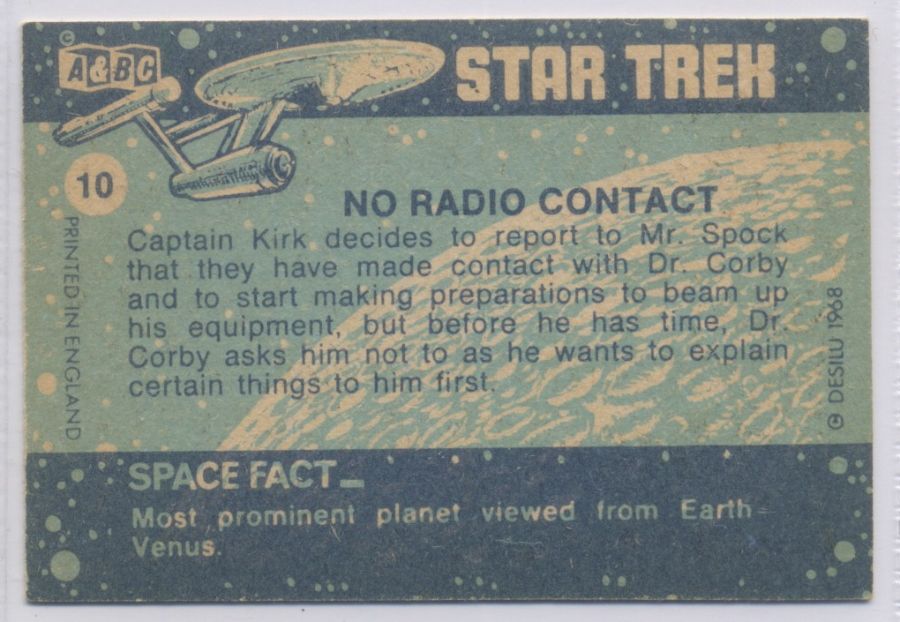 ©
A&BC
STAR TREK
10
NO RADIO CONTACT
Captain Kirk decides to report to Mr. Spock
that they have made contact with Dr. Corby
and to start making preparations to beam up
his equipment, but before he has time, Dr.
Corby asks him not to as he wants to explain
certain things to him first.
PRINTED IN ENGLAND
© DESILU 1968
SPACE FACT_
Most prominent planet viewed from Earth –
Venus.